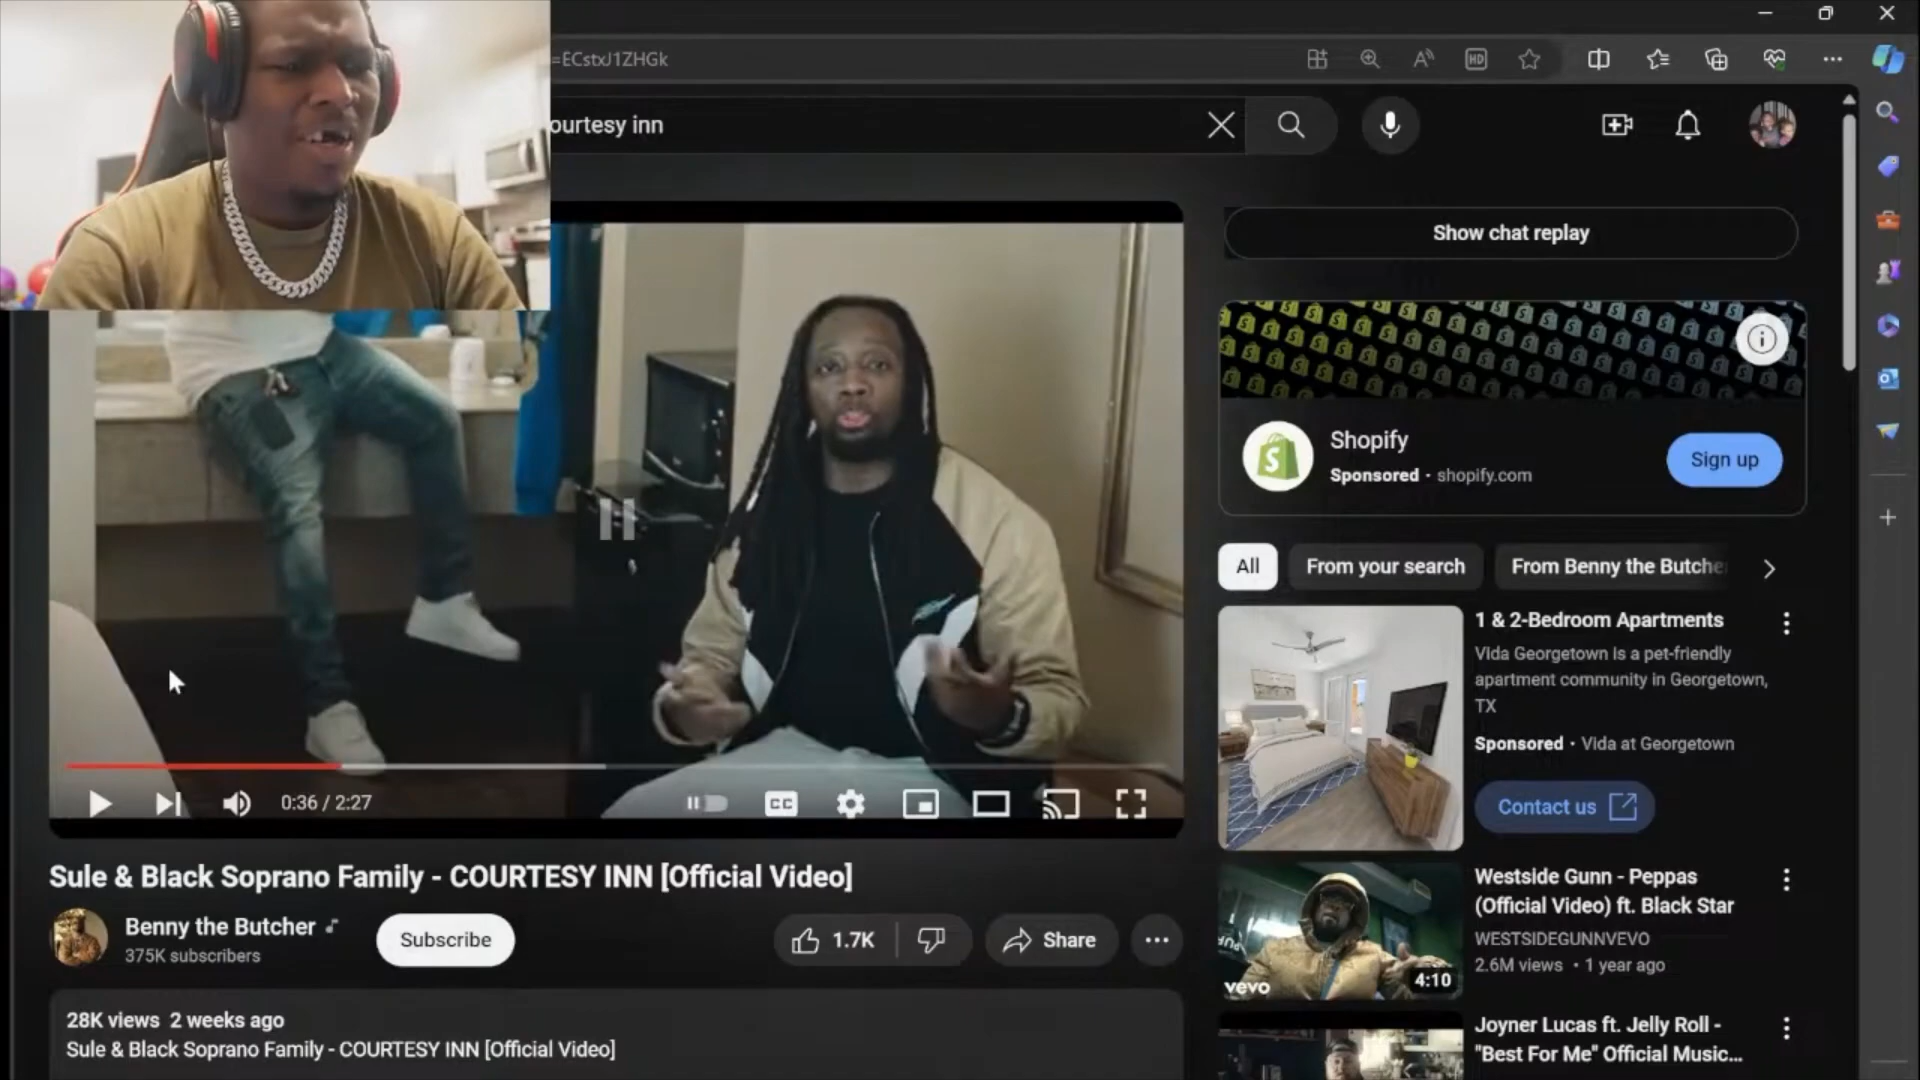 =ECstxJ1ZHGk
HD
ourtesy inn
Show chat replay
Shopify
Sponsored · shopify.com
Sign up
All
From your search
From Benny the Butche
1 & 2-Bedroom Apartments
Vida Georgetown is a pet-friendly
apartment community in Georgetown,
TX
Sponsored · Vida at Georgetown
Contact us
0:36 / 2:27
CC
Sule & Black Soprano Family - COURTESY INN [Official Video]
Benny the Butcher
375K subscribers
Subscribe
1.7K
Share
Westside Gunn - Peppas
(Official Video) ft. Black Star
WESTSIDEGUNNVEVO
2.6M views · 1 year ago
vevo
4:10
28K views 2 weeks ago
Sule & Black Soprano Family - COURTESY INN [Official Video]
Joyner Lucas ft. Jelly Roll -
"Best For Me" Official Music...